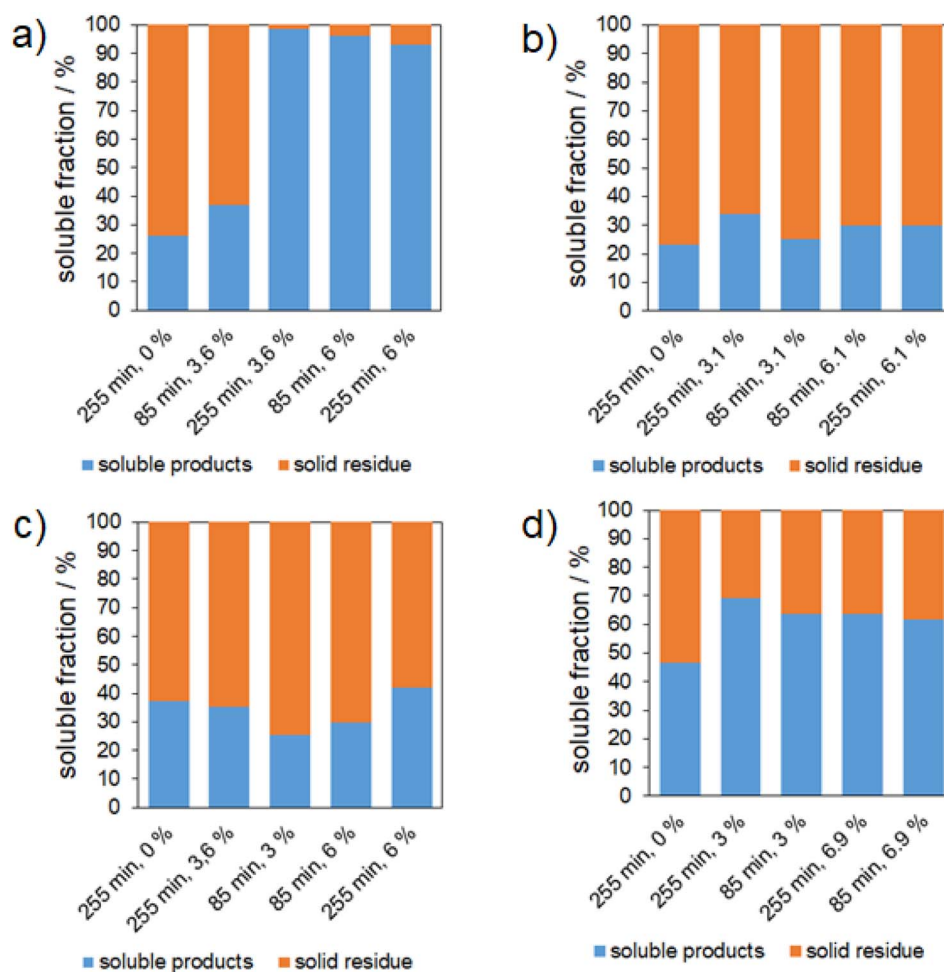 a)
soluble fraction / %
100
90
80
70
60
50
40
30
20
10
0
255 min, 0 %
85 min, 3.6 %
255 min, 3.6 %
85 min, 6 %
255 min, 6 %
soluble products solid residue
b)
soluble fraction / %
100
90
80
70
60
50
40
30
20
10
0
255 min, 0 %
255 min, 3.1 %
85 min, 3.1 %
85 min, 6.1 %
255 min, 6.1 %
soluble products solid residue
c)
soluble fraction / %
100
90
80
70
60
50
40
30
20
10
0
255 min, 0 %
255 min, 3,6 %
85 min, 3 %
85 min, 6 %
255 min, 6 %
soluble products solid residue
d)
soluble fraction / %
100
90
80
70
60
50
40
30
20
10
0
255 min, 0 %
255 min, 3 %
85 min, 3 %
255 min, 6.9 %
85 min, 6.9 %
soluble products solid residue